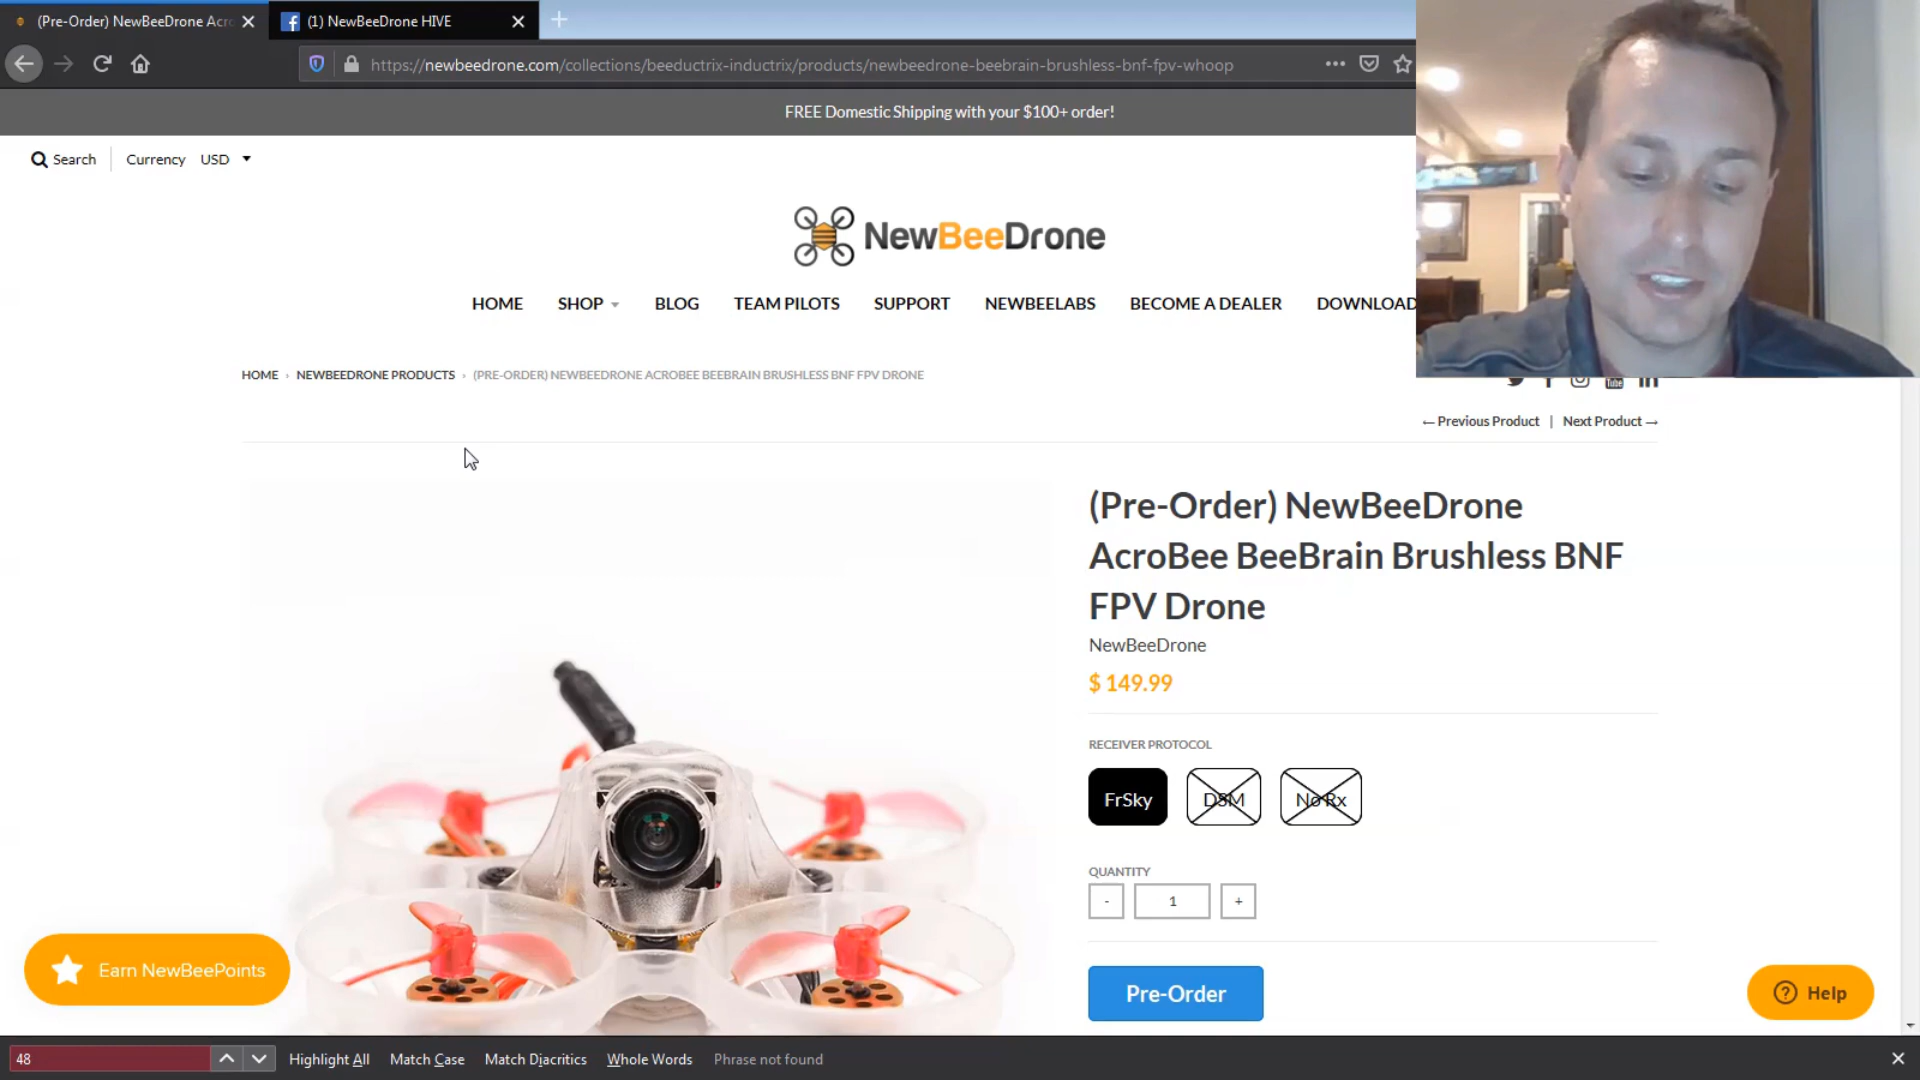 (Pre-Order) NewBeeDrone Acro
(1) NewBeeDrone HIVE
https://newbeedrone.com/collections/beeductrix-inductrix/products/newbeedrone-beebrain-brushless-bnf-fpv-whoop
FREE Domestic Shipping with your $100+ order!
Search
Currency USD
NewBeeDrone
HOME SHOP BLOG TEAM PILOTS SUPPORT NEWBEELABS BECOME A DEALER DOWNLOAD
HOME › NEWBEEDRONE PRODUCTS › (PRE-ORDER) NEWBEEDRONE ACROBEE BEEBRAIN BRUSHLESS BNF FPV DRONE
← Previous Product | Next Product →
(Pre-Order) NewBeeDrone
AcroBee BeeBrain Brushless BNF
FPV Drone
NewBeeDrone
$ 149.99
RECEIVER PROTOCOL
FrSky DSM No Rx
QUANTITY
- 1 +
Pre-Order
Earn NewBeePoints
Help
48 Highlight All Match Case Match Diacritics Whole Words Phrase not found